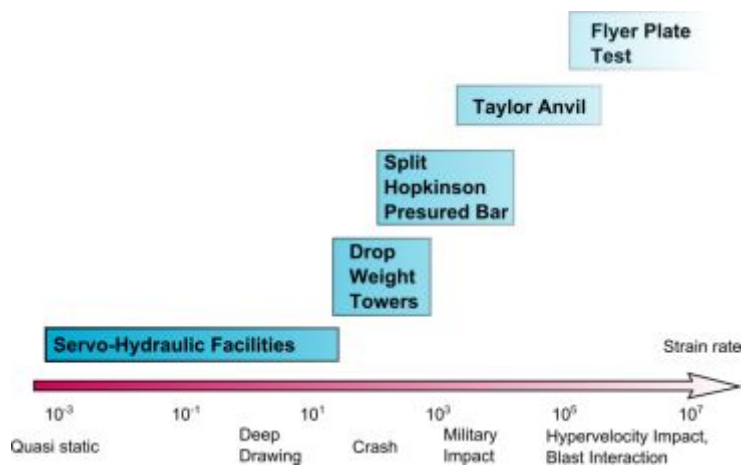 Flyer Plate
Test
Taylor Anvil
Split
Hopkinson
Presured Bar
Drop
Weight
Towers
Servo-Hydraulic Facilities
Strain rate
10⁻³ 10⁻¹ 10¹ 10³ 10⁶ 10⁷
Quasi static
Deep
Drawing
Crash
Military
Impact
Hypervelocity Impact,
Blast Interaction